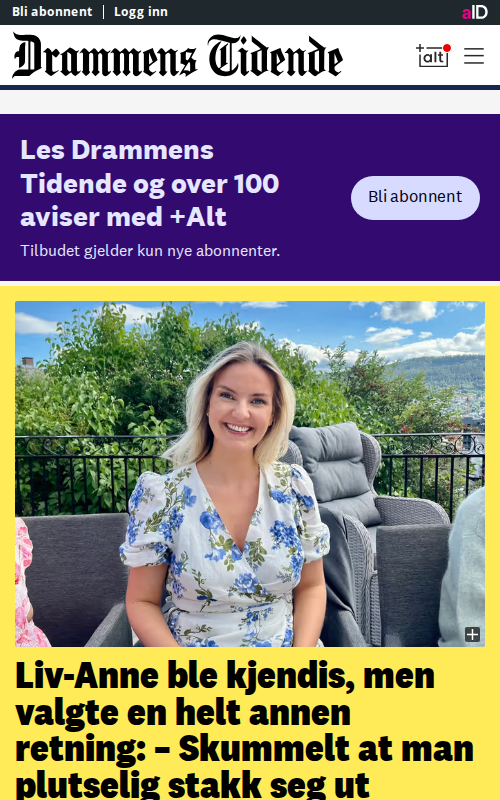 Bli abonnent | Logg inn
aID
Drammens Tidende
+alt
Les Drammens
Tidende og over 100
aviser med +Alt
Bli abonnent
Tilbudet gjelder kun nye abonnenter.
Liv-Anne ble kjendis, men
valgte en helt annen
retning: – Skummelt at man
plutselig stakk seg ut